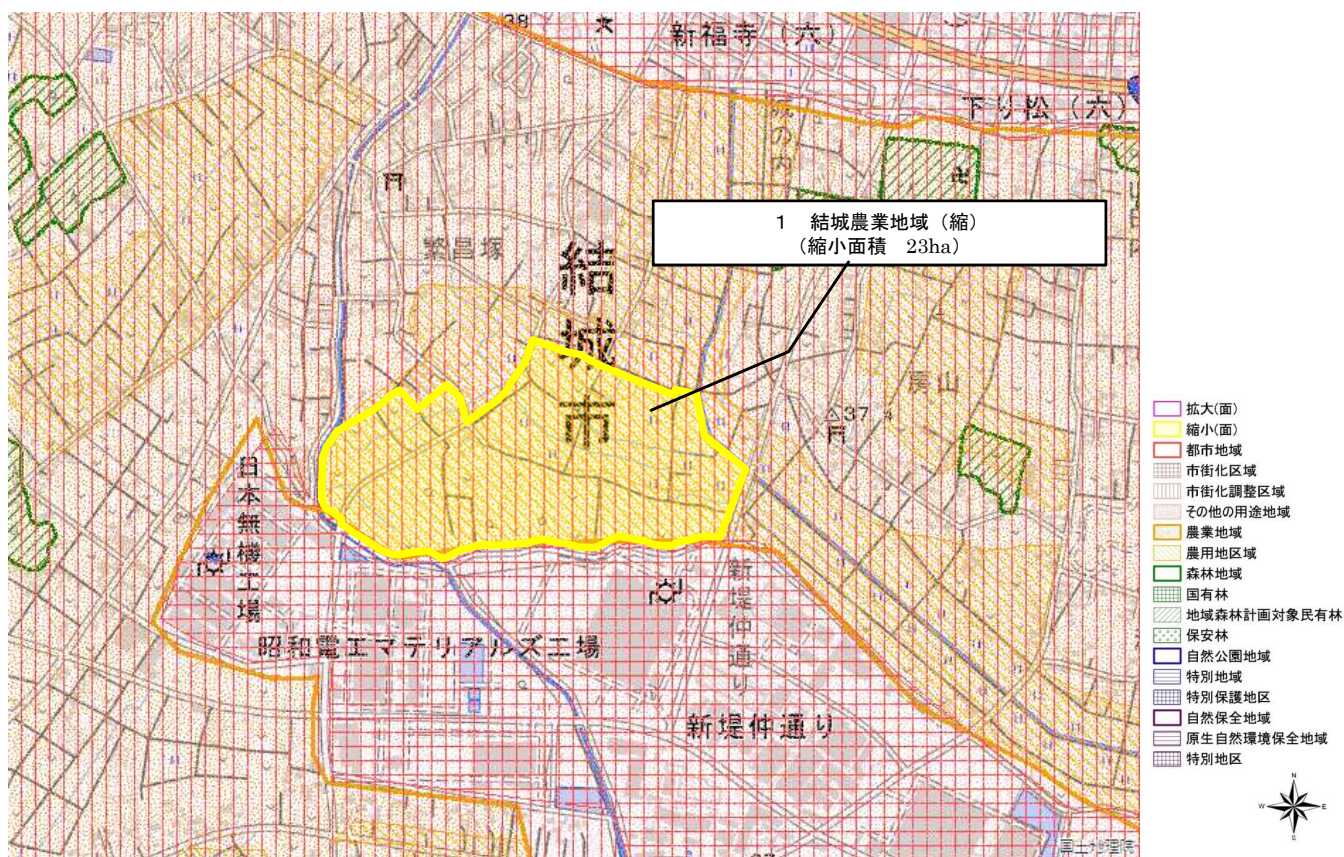 38
新福寺（六）
下り松（六）
城の内
1 結城農業地域（縮）
（縮小面積 23ha）
繁昌塚
結城市
房山
37.4
日本無機工場
昭和電工マテリアルズ工場
新堤仲通り
新堤仲通り
国土地理院
拡大(面)
縮小(面)
都市地域
市街化区域
市街化調整区域
その他の用途地域
農業地域
農用地区域
森林地域
国有林
地域森林計画対象民有林
保安林
自然公園地域
特別地域
特別保護地区
自然保全地域
原生自然環境保全地域
特別地区
N
W
E
S